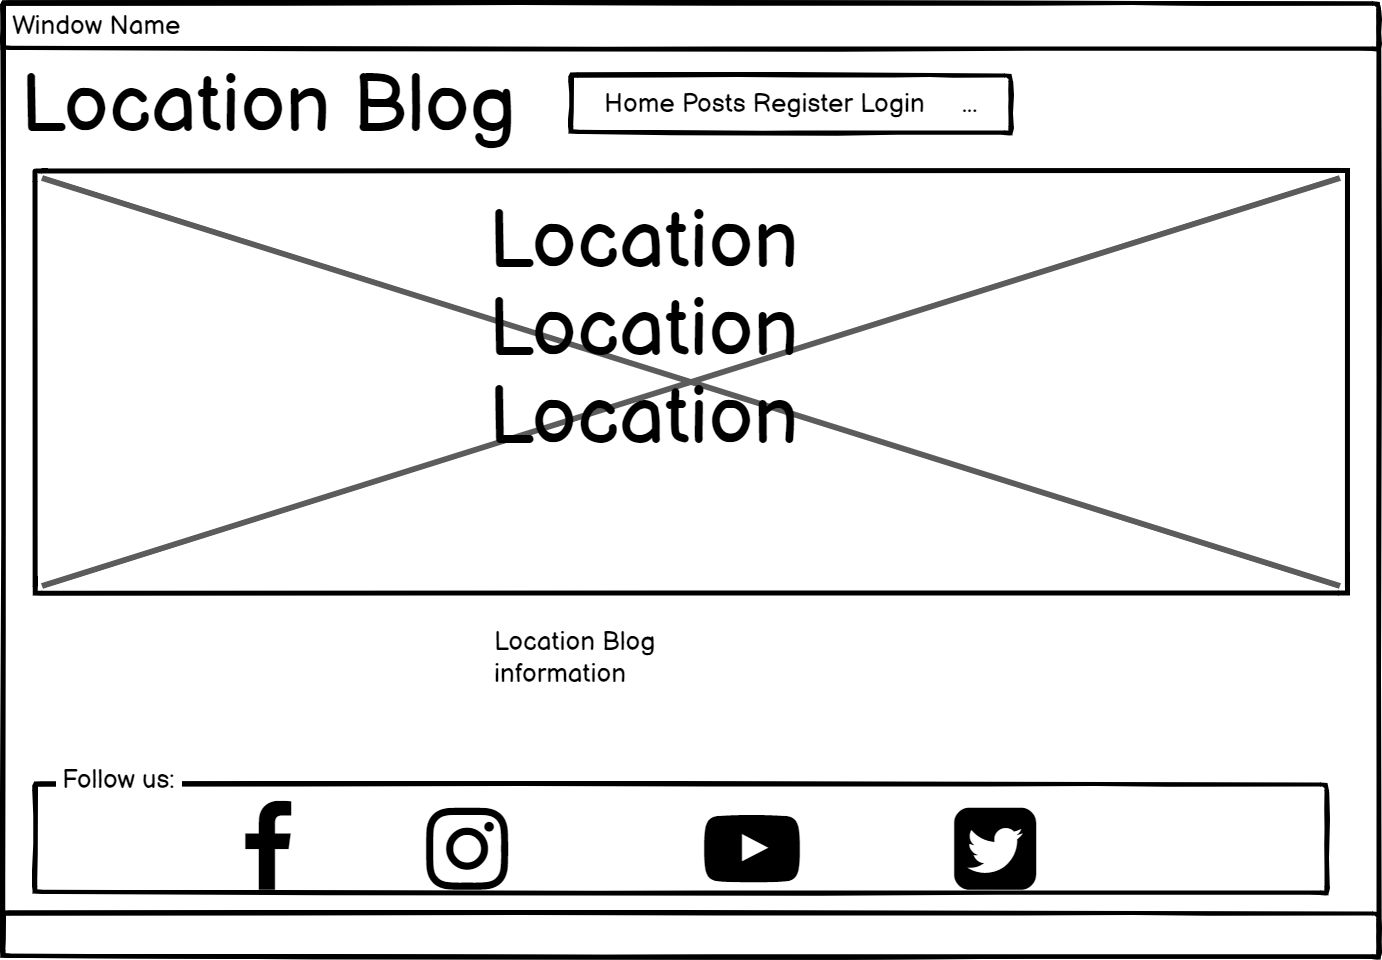 Window Name
Location Blog
Home Posts Register Login ...
Location
Location
Location
Location Blog
information
Follow us: